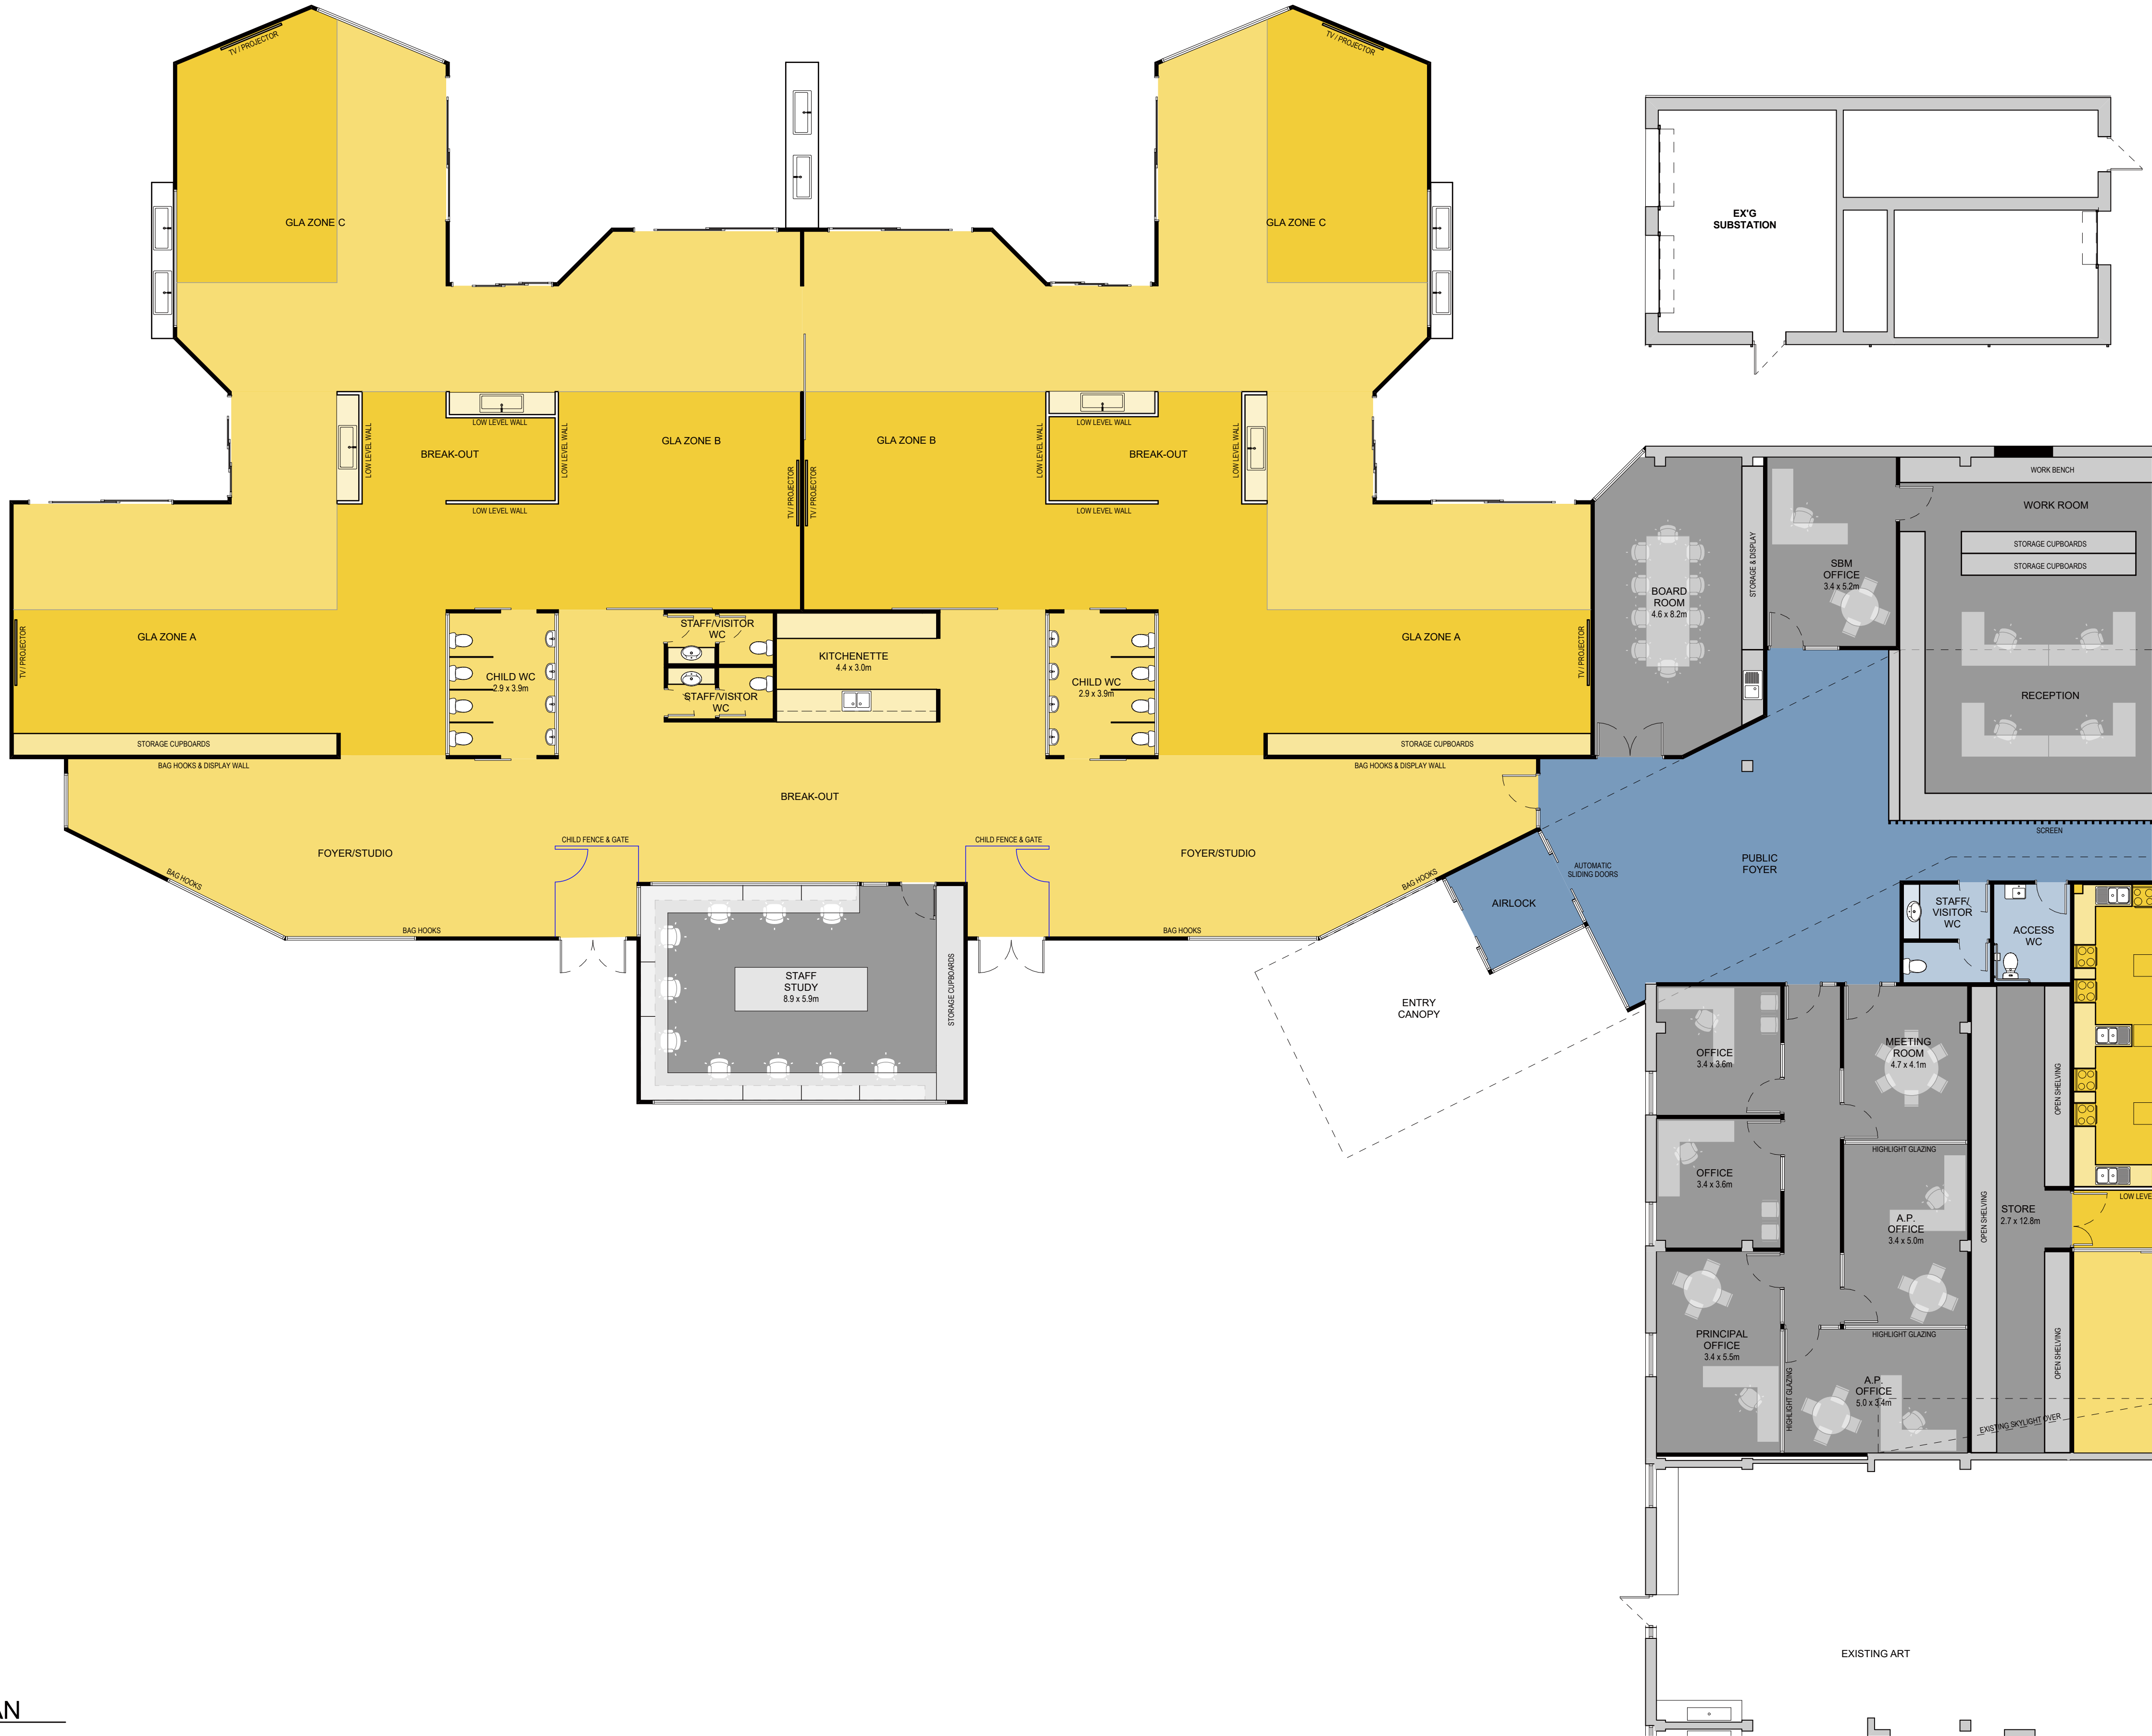 TV / PROJECTOR
TV / PROJECTOR
GLA ZONE C
GLA ZONE C
EX'G
SUBSTATION
LOW LEVEL WALL
BREAK-OUT
LOW LEVEL WALL
LOW LEVEL WALL
LOW LEVEL WALL
GLA ZONE B
TV / PROJECTOR
TV / PROJECTOR
GLA ZONE B
LOW LEVEL WALL
LOW LEVEL WALL
BREAK-OUT
LOW LEVEL WALL
LOW LEVEL WALL
WORK BENCH
WORK ROOM
STORAGE CUPBOARDS
STORAGE CUPBOARDS
STORAGE & DISPLAY
SBM
OFFICE
3.4 x 5.2m
BOARD
ROOM
4.6 x 8.2m
RECEPTION
TV / PROJECTOR
GLA ZONE A
CHILD WC
2.9 x 3.9m
STAFF/VISITOR
WC
STAFF/VISITOR
WC
KITCHENETTE
4.4 x 3.0m
CHILD WC
2.9 x 3.9m
GLA ZONE A
TV / PROJECTOR
STORAGE CUPBOARDS
STORAGE CUPBOARDS
BAG HOOKS & DISPLAY WALL
BAG HOOKS & DISPLAY WALL
BREAK-OUT
SCREEN
CHILD FENCE & GATE
CHILD FENCE & GATE
FOYER/STUDIO
FOYER/STUDIO
PUBLIC
FOYER
AUTOMATIC
SLIDING DOORS
BAG HOOKS
BAG HOOKS
BAG HOOKS
BAG HOOKS
AIRLOCK
STAFF/
VISITOR
WC
ACCESS
WC
STAFF
STUDY
8.9 x 5.9m
STORAGE CUPBOARDS
ENTRY
CANOPY
OFFICE
3.4 x 3.6m
MEETING
ROOM
4.7 x 4.1m
OPEN SHELVING
HIGHLIGHT GLAZING
OFFICE
3.4 x 3.6m
A.P.
OFFICE
3.4 x 5.0m
OPEN SHELVING
STORE
2.7 x 12.8m
LOW LEVE
PRINCIPAL
OFFICE
3.4 x 5.5m
HIGHLIGHT GLAZING
HIGHLIGHT GLAZING
A.P.
OFFICE
5.0 x 3.4m
OPEN SHELVING
EXISTING SKYLIGHT OVER
EXISTING ART
AN